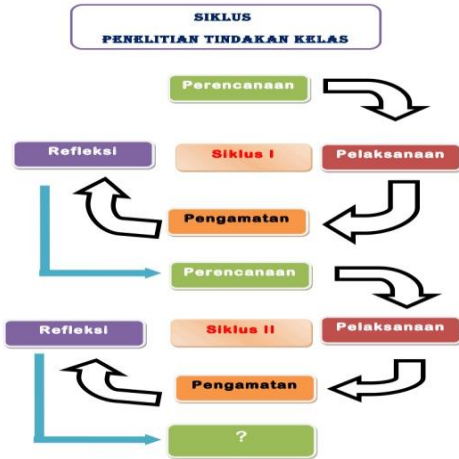 SIKLUS
PENELITIAN TINDAKAN KELAS
Perencanaan
Refleksi
Siklus I
Pelaksanaan
Pengamatan
Perencanaan
Refleksi
Siklus II
Pelaksanaan
Pengamatan
?